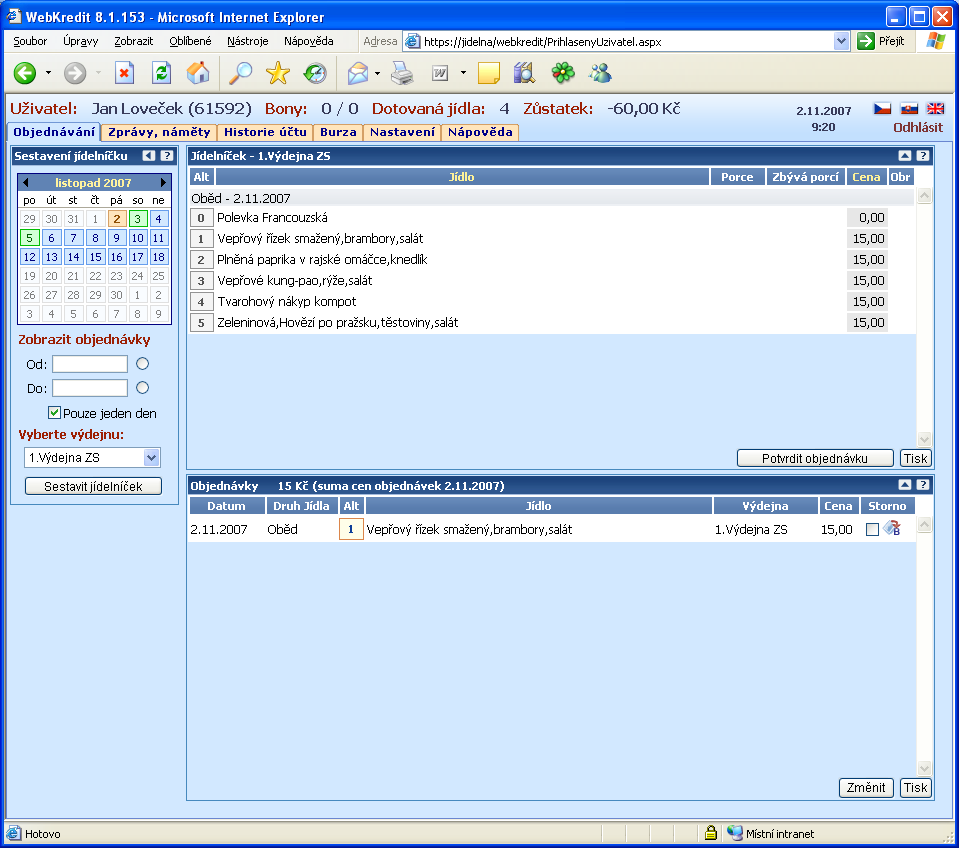 WebKredit 8.1.153 - Microsoft Internet Explorer
Soubor Úpravy Zobrazit Oblíbené Nástroje Nápověda Adresa https://jidelna/webkredit/PrihlasenyUzivatel.aspx Přejít
Uživatel: Jan Loveček (61592) Bony: 0 / 0 Dotovaná jídla: 4 Zůstatek: -60,00 Kč
2.11.2007
9:20
Odhlásit
Objednávání Zprávy, náměty Historie účtu Burza Nastavení Nápověda
Sestavení jídelníčku ?
listopad 2007
po út st čt pá so ne
29 30 31 1 2 3 4
5 6 7 8 9 10 11
12 13 14 15 16 17 18
19 20 21 22 23 24 25
26 27 28 29 30 1 2
3 4 5 6 7 8 9
Zobrazit objednávky
Od:
Do:
Pouze jeden den
Vyberte výdejnu:
1.Výdejna ZS
Sestavit jídelníček
Jídelníček - 1.Výdejna ZS ?
Alt Jídlo Porce Zbývá porcí Cena Obr
Oběd - 2.11.2007
0 Polevka Francouzská 0,00
1 Vepřový řízek smažený,brambory,salát 15,00
2 Plněná paprika v rajské omáčce,knedlík 15,00
3 Vepřové kung-pao,rýže,salát 15,00
4 Tvarohový nákyp kompot 15,00
5 Zeleninová,Hovězí po pražsku,těstoviny,salát 15,00
Potvrdit objednávku Tisk
Objednávky 15 Kč (suma cen objednávek 2.11.2007) ?
Datum Druh Jídla Alt Jídlo Výdejna Cena Storno
2.11.2007 Oběd 1 Vepřový řízek smažený,brambory,salát 1.Výdejna ZS 15,00 B
Změnit Tisk
Hotovo Místní intranet